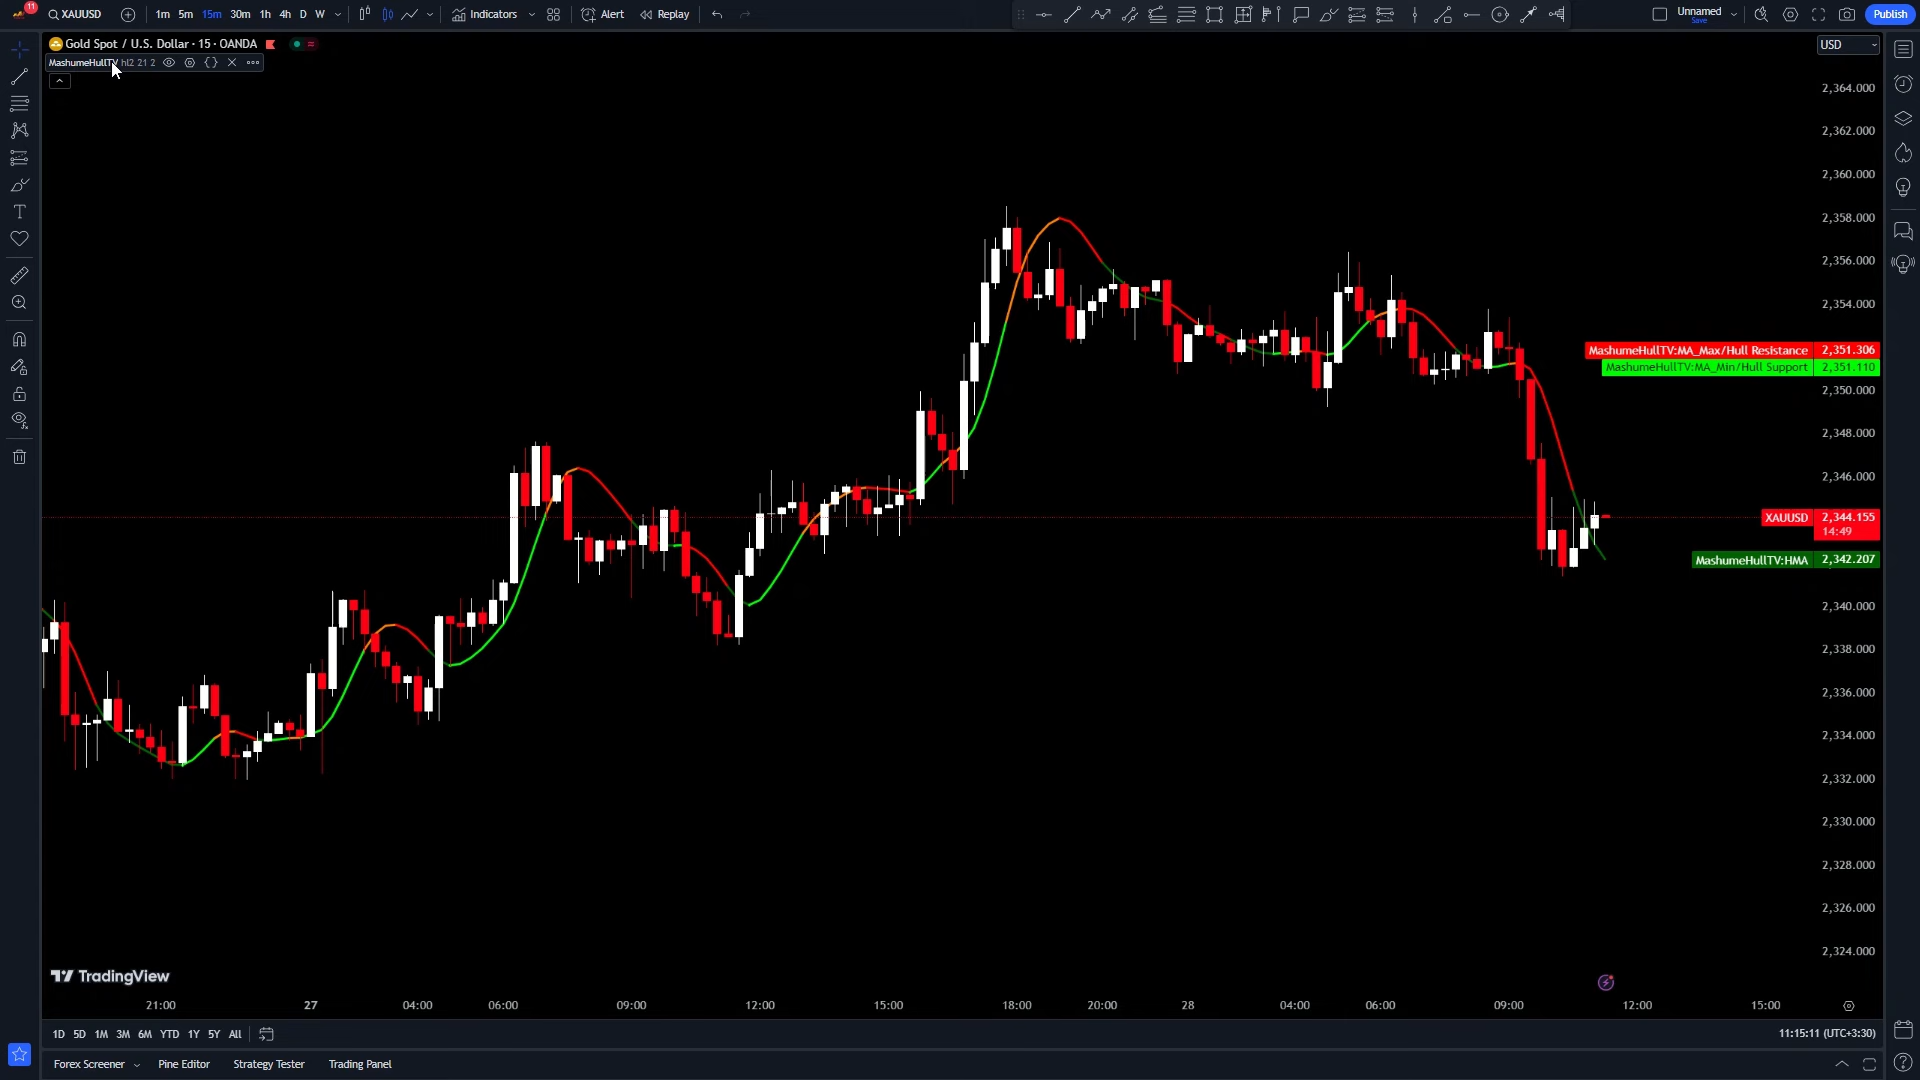 11
XAUUSD
1m 5m 15m 30m 1h 4h D W
Indicators
Alert
Replay
Unnamed
Save
Publish
Gold Spot / U.S. Dollar · 15 · OANDA
MashumeHullTV hl2 21 2
USD
2,364.000
2,362.000
2,360.000
2,358.000
2,356.000
2,354.000
MashumeHullTV:MA_Max/Hull Resistance 2,351.306
MashumeHullTV:MA_Min/Hull Support 2,351.110
2,350.000
2,348.000
2,346.000
XAUUSD 2,344.155
14:49
MashumeHullTV:HMA 2,342.207
2,340.000
2,338.000
2,336.000
2,334.000
2,332.000
2,330.000
2,328.000
2,326.000
2,324.000
TradingView
21:00 27 04:00 06:00 09:00 12:00 15:00 18:00 20:00 28 04:00 06:00 09:00 12:00 15:00
1D 5D 1M 3M 6M YTD 1Y 5Y All
11:15:11 (UTC+3:30)
Forex Screener Pine Editor Strategy Tester Trading Panel